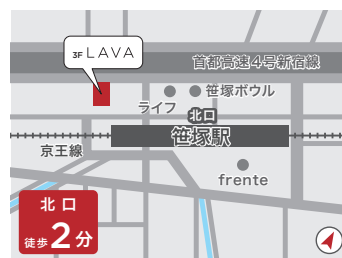 3F LAVA
首都高速4号新宿線
ライフ
笹塚ボウル
北口
笹塚駅
京王線
frente
北口
徒歩2分